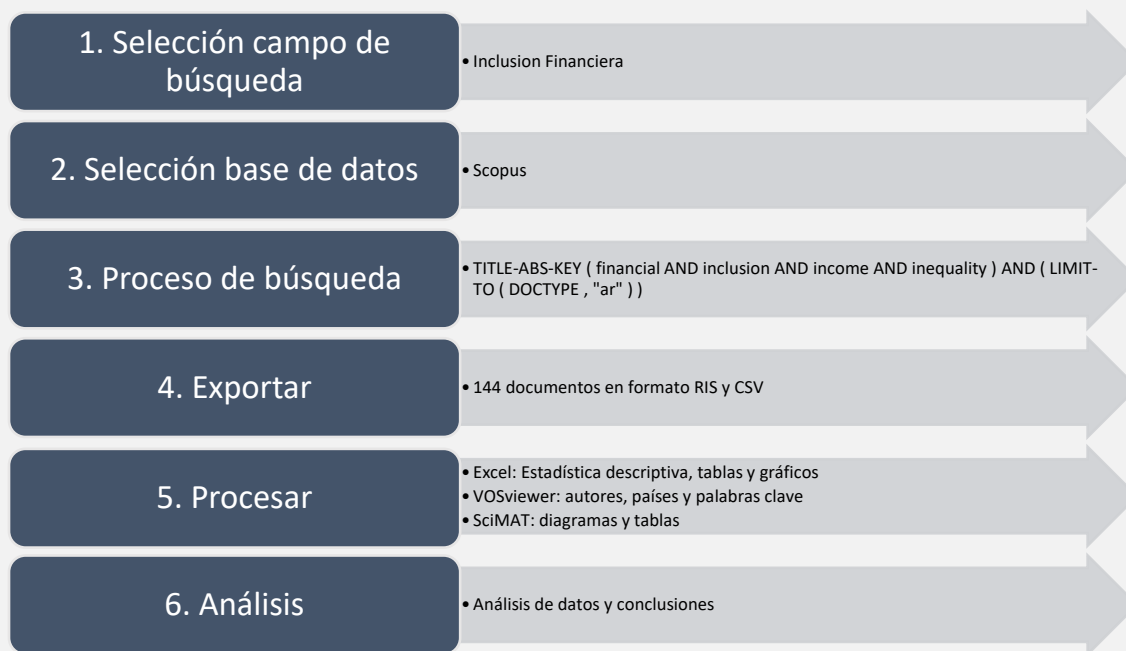 1. Selección campo de
búsqueda
• Inclusion Financiera
2. Selección base de datos
• Scopus
3. Proceso de búsqueda
• TITLE-ABS-KEY ( financial AND inclusion AND income AND inequality ) AND ( LIMIT-
TO ( DOCTYPE , "ar" ) )
4. Exportar
• 144 documentos en formato RIS y CSV
5. Procesar
• Excel: Estadística descriptiva, tablas y gráficos
• VOSviewer: autores, países y palabras clave
• SciMAT: diagramas y tablas
6. Análisis
• Análisis de datos y conclusiones